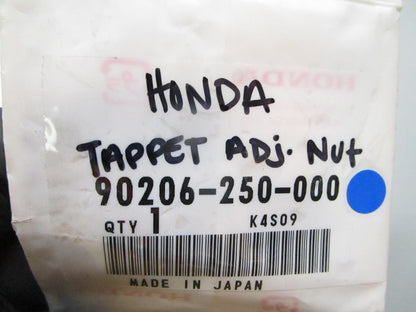 HONDA
TAPPET ADJ. NUT
90206-250-000
QTY 1 K4S09
MADE IN JAPAN